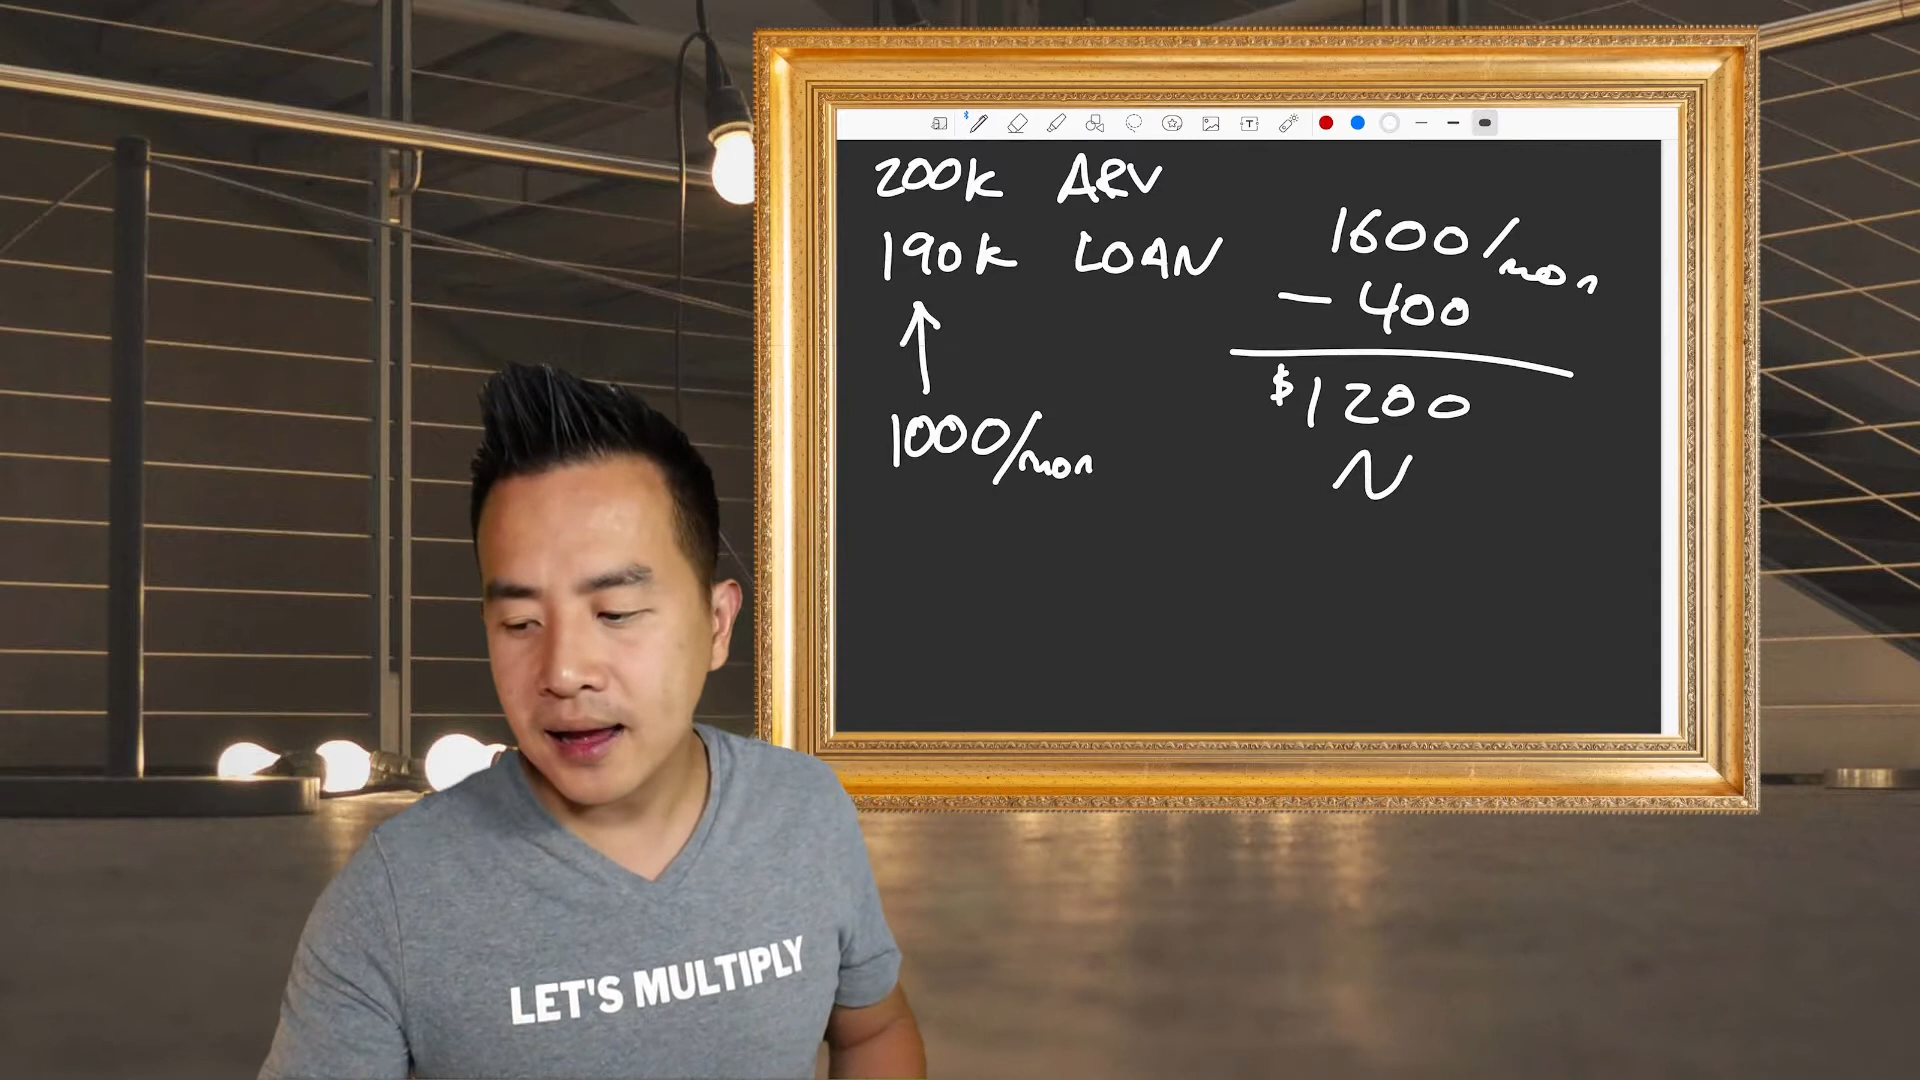 200K ARV
190K LOAN
1000/mon
1600/mon
- 400
$1200
N
LET'S MULTIPLY